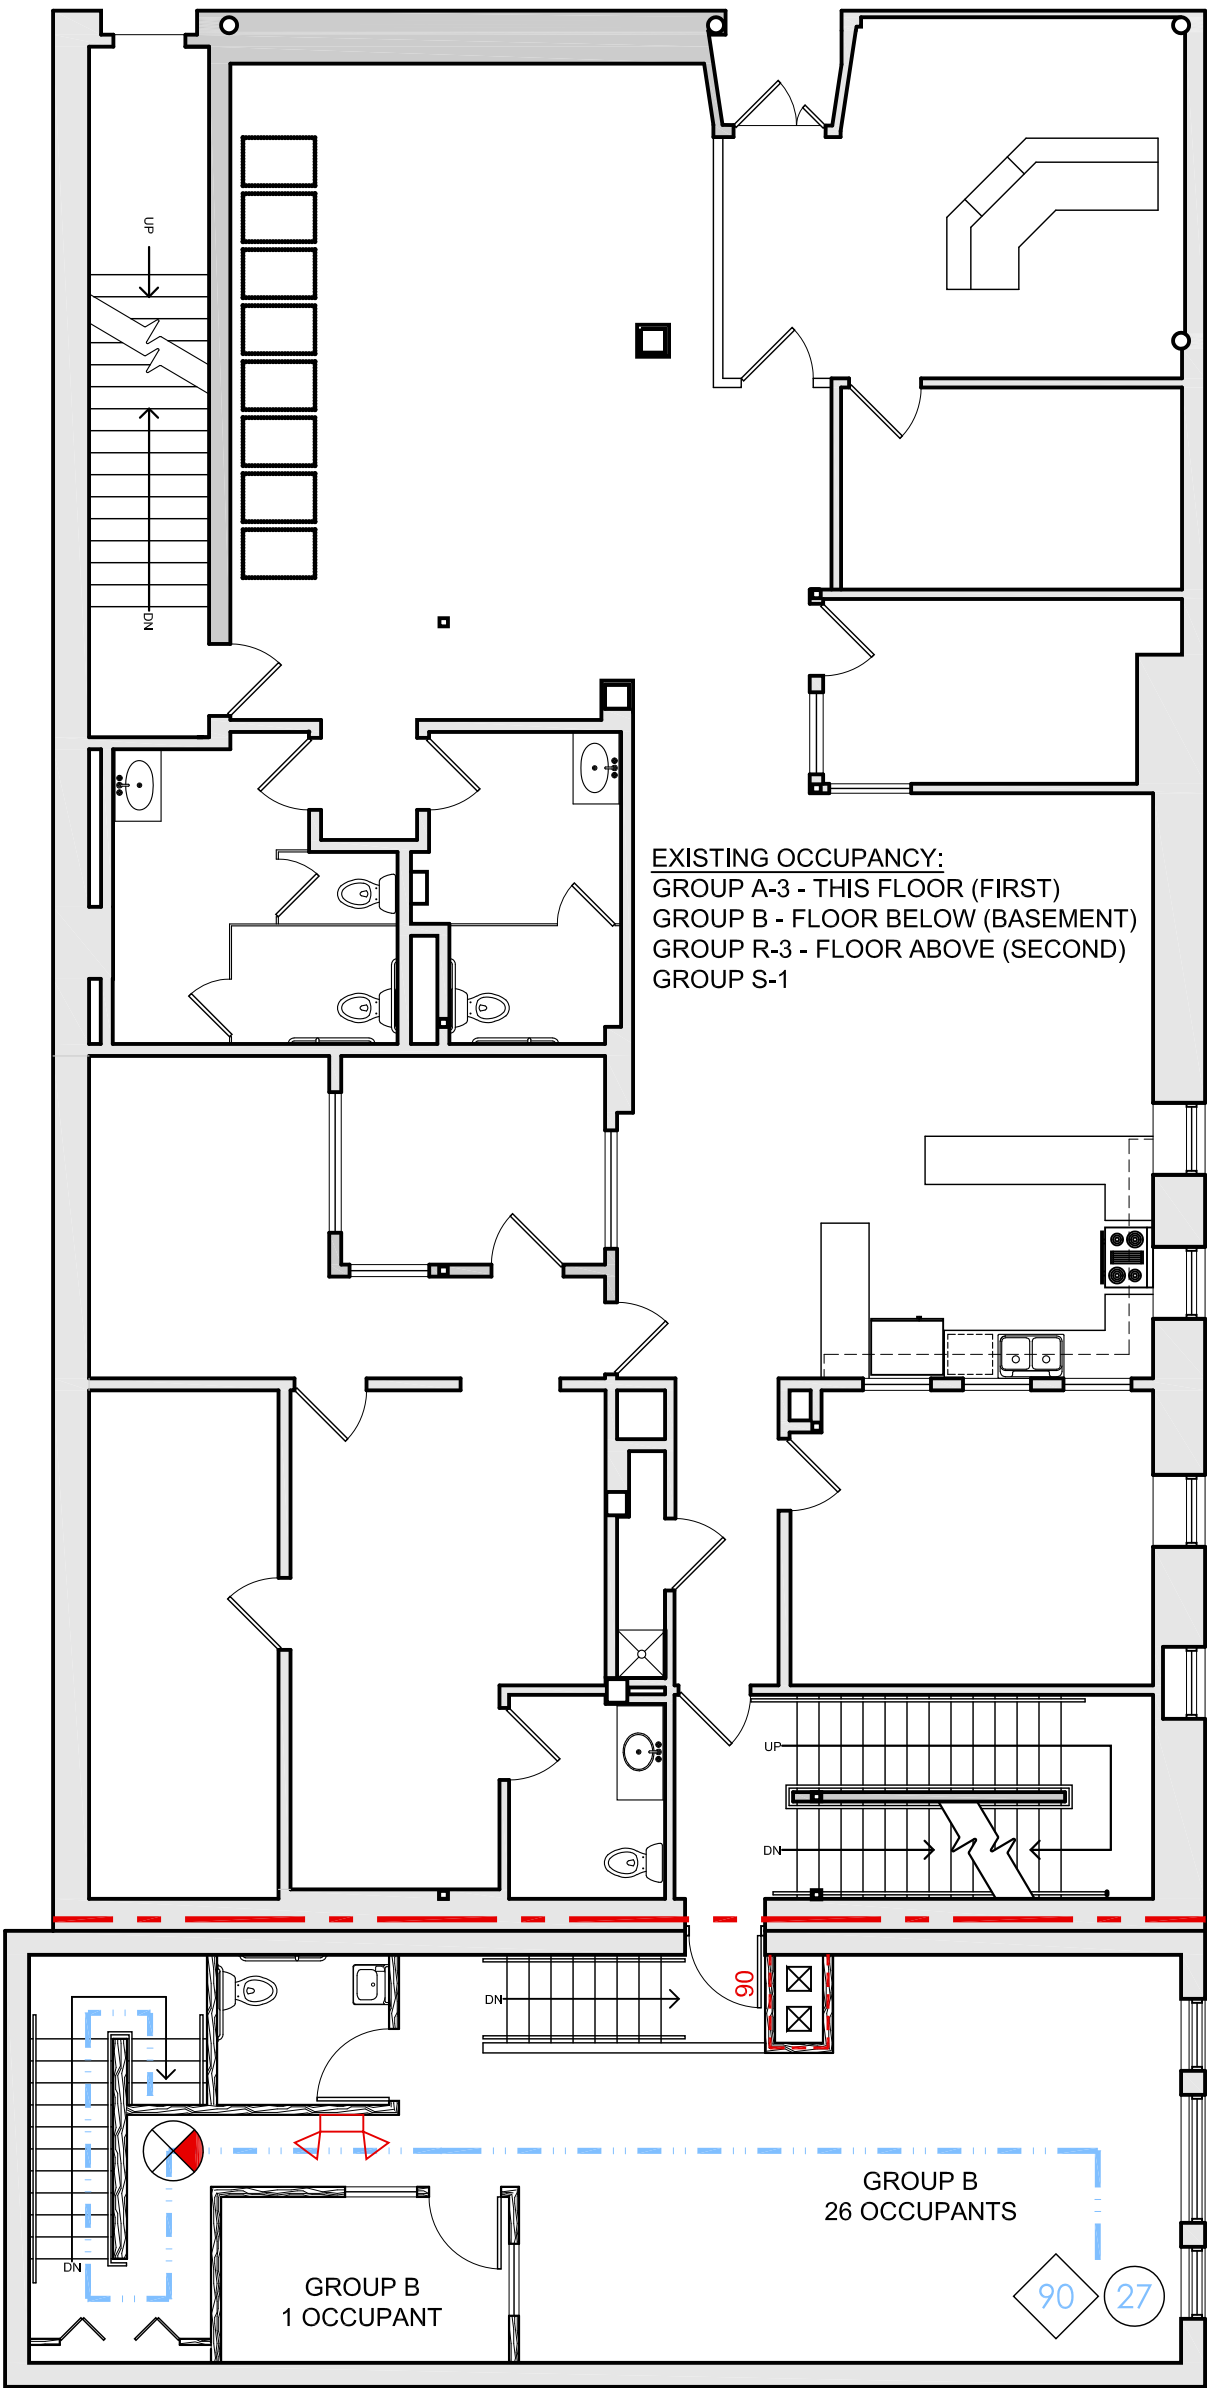 UP
DN
EXISTING OCCUPANCY:
GROUP A-3 - THIS FLOOR (FIRST)
GROUP B - FLOOR BELOW (BASEMENT)
GROUP R-3 - FLOOR ABOVE (SECOND)
GROUP S-1
UP
DN
DN
90
GROUP B
26 OCCUPANTS
DN
GROUP B
1 OCCUPANT
90
27